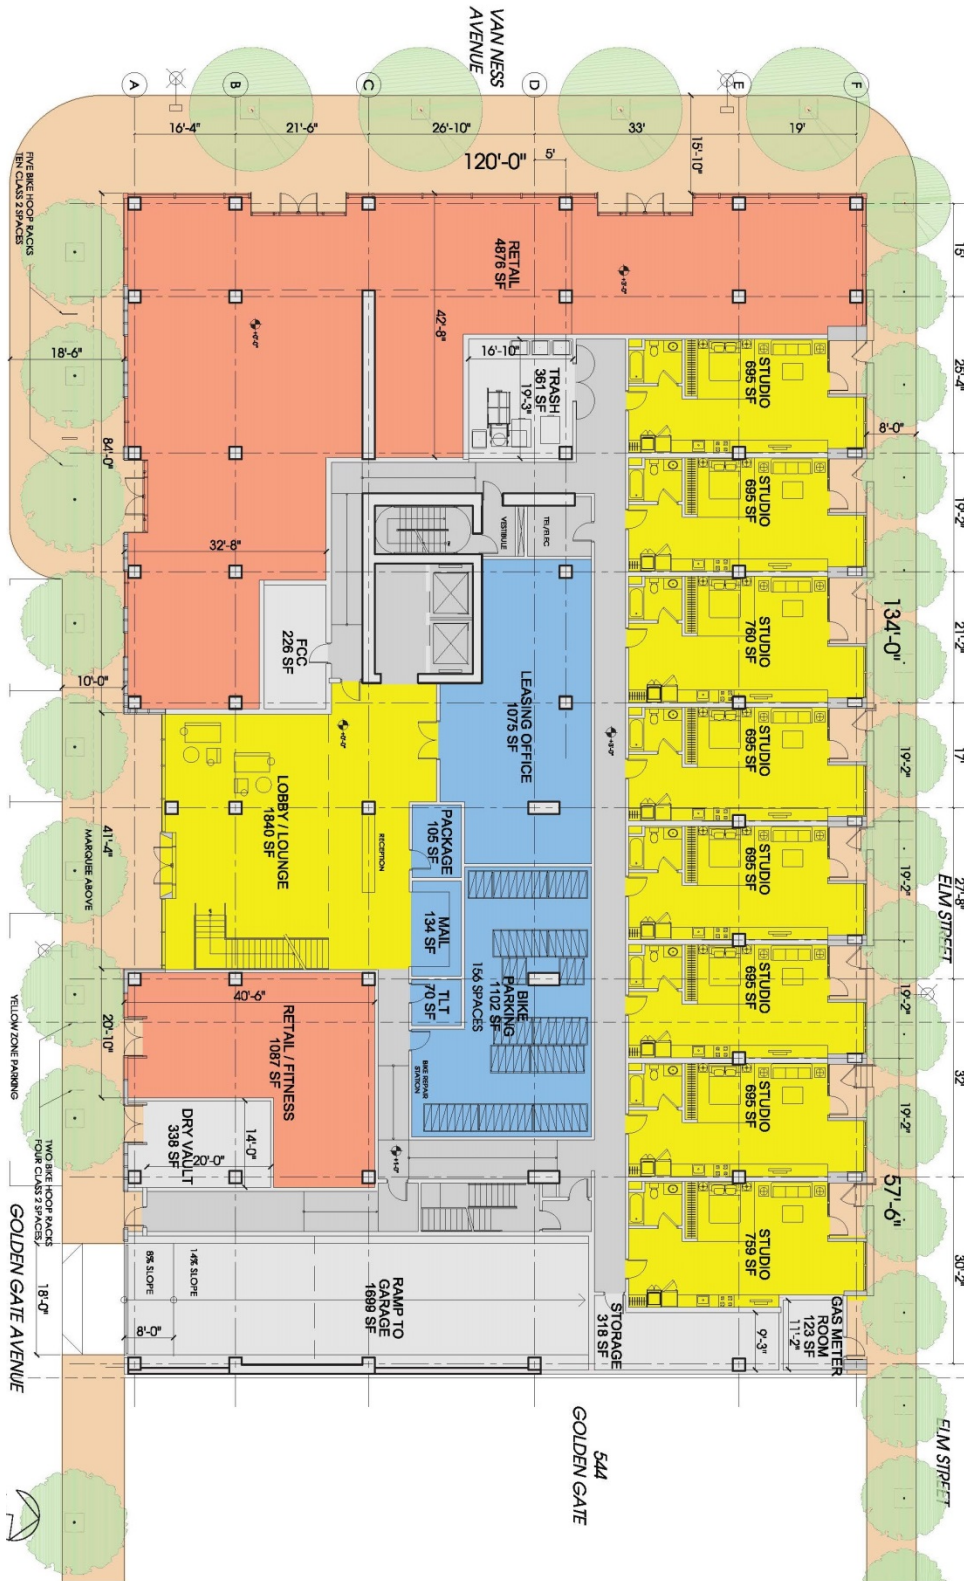 VAN NESS
AVENUE
A
B
C
D
E
F
16'-4"
21'-6"
26'-10"
33'
19'
5'
120'-0"
15'-10"
FIVE BIKE HOOP RACKS
TEN CLASS 2 SPACES
15'
RETAIL
4876 SF
+0'-0"
42'-8"
16'-10"
TRASH
361 SF
19'-3"
STUDIO
695 SF
25'-4"
8'-0"
18'-6"
84'-0"
STUDIO
695 SF
19'-2"
VESTIBULE
TEL/ELEC
32'-8"
134'-0"
STUDIO
760 SF
21'-2"
FCC
226 SF
10'-0"
LEASING OFFICE
1075 SF
STUDIO
695 SF
19'-2"
17'
LOBBY / LOUNGE
1840 SF
RECEPTION
PACKAGE
105 SF
STUDIO
695 SF
19'-2"
27'-8"
ELM STREET
41'-4"
MARQUEE ABOVE
MAIL
134 SF
TLT
70 SF
BIKE
PARKING
1102 SF
156 SPACES
STUDIO
695 SF
19'-2"
YELLOW ZONE PARKING
20'-10"
40'-6"
RETAIL / FITNESS
1087 SF
BIKE REPAIR
STATION
STUDIO
695 SF
19'-2"
32'
DRY VAULT
338 SF
14'-0"
20'-0"
57'-6"
TWO BIKE HOOP RACKS
FOUR CLASS 2 SPACES
STUDIO
759 SF
30'-2"
GOLDEN GATE AVENUE
18'-0"
8% SLOPE
14% SLOPE
8'-0"
RAMP TO
GARAGE
1699 SF
STORAGE
318 SF
9'-3"
GAS METER
ROOM
123 SF
11'-2"
544
GOLDEN GATE
ELM STREET